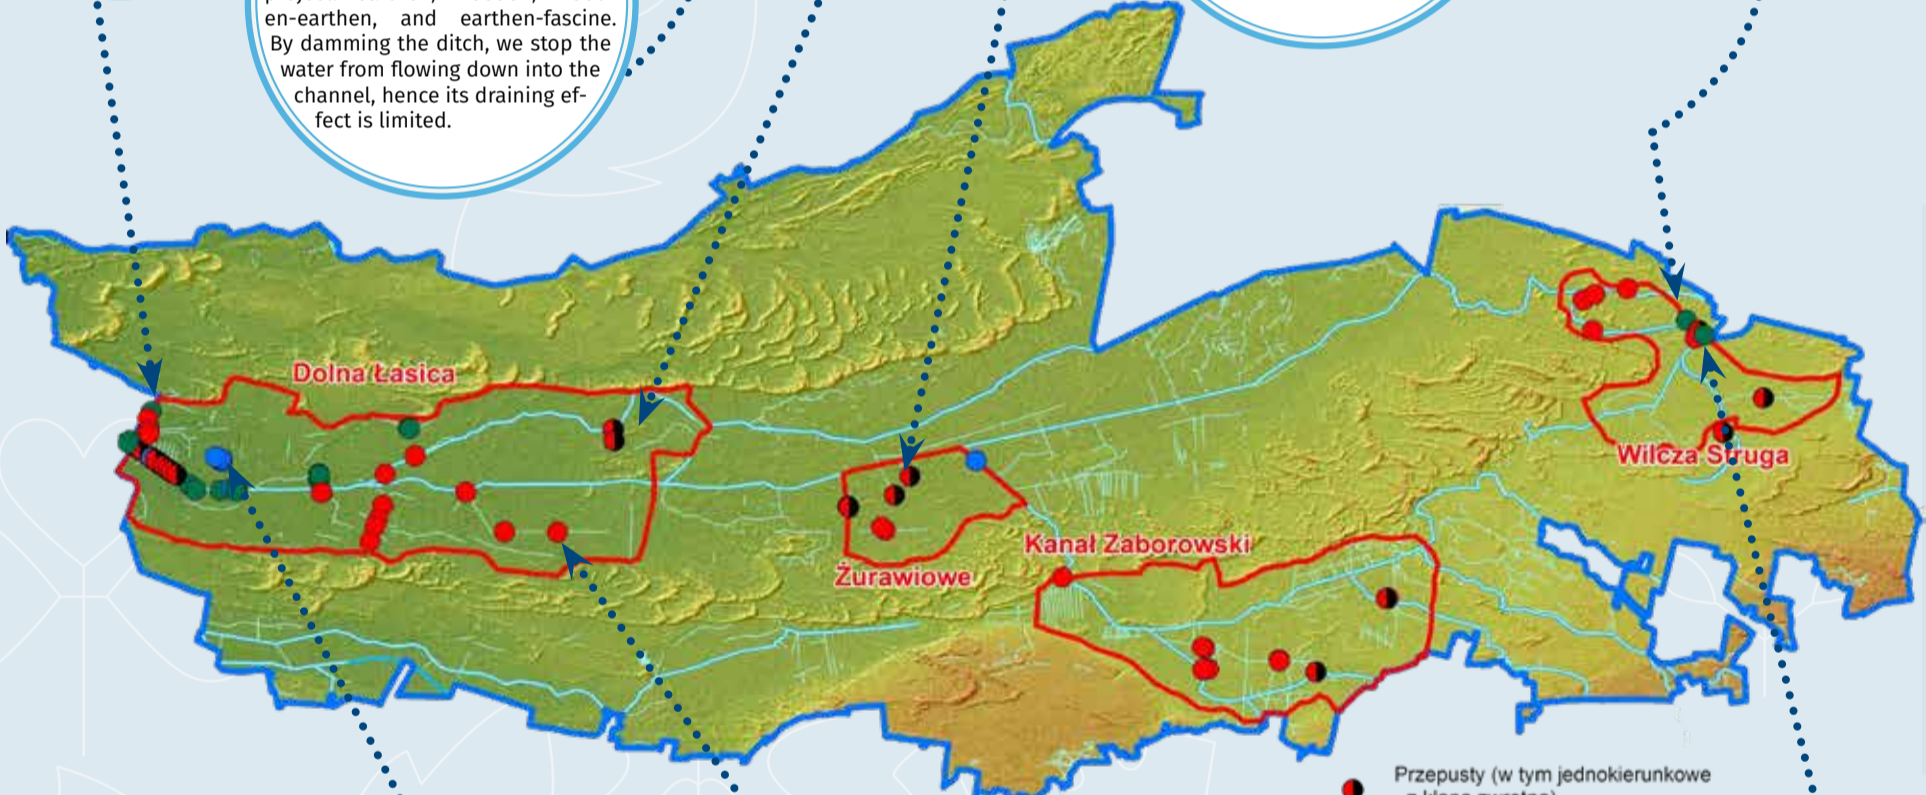 en-earthen, and earthen-fascine.
By damming the ditch, we stop the
water from flowing down into the
channel, hence its draining ef-
fect is limited.
Dolna Łasica
Wilcza Struga
Kanał Zaborowski
Żurawiowe
Przepusty (w tym jednokierunkowe